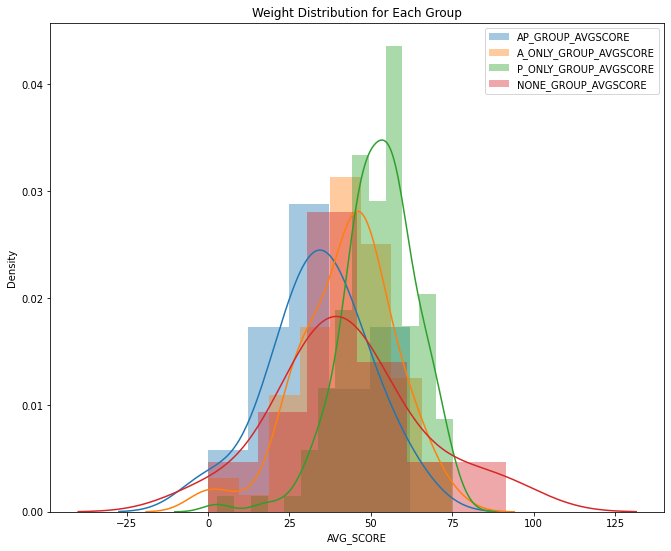 Weight Distribution for Each Group
AP_GROUP_AVGSCORE
A_ONLY_GROUP_AVGSCORE
P_ONLY_GROUP_AVGSCORE
NONE_GROUP_AVGSCORE
0.04
0.03
0.02
0.01
0.00
Density
−25
0
25
50
75
100
125
AVG_SCORE